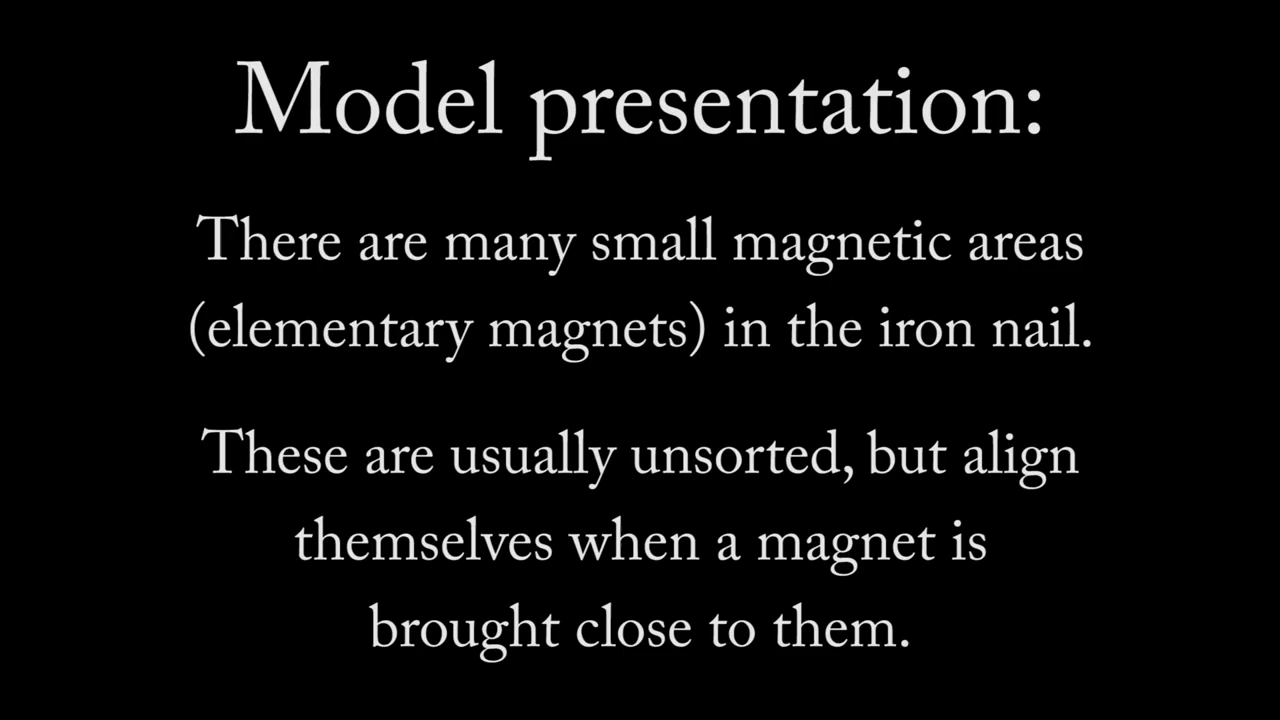 Model presentation:
There are many small magnetic areas
(elementary magnets) in the iron nail.
These are usually unsorted, but align
themselves when a magnet is
brought close to them.